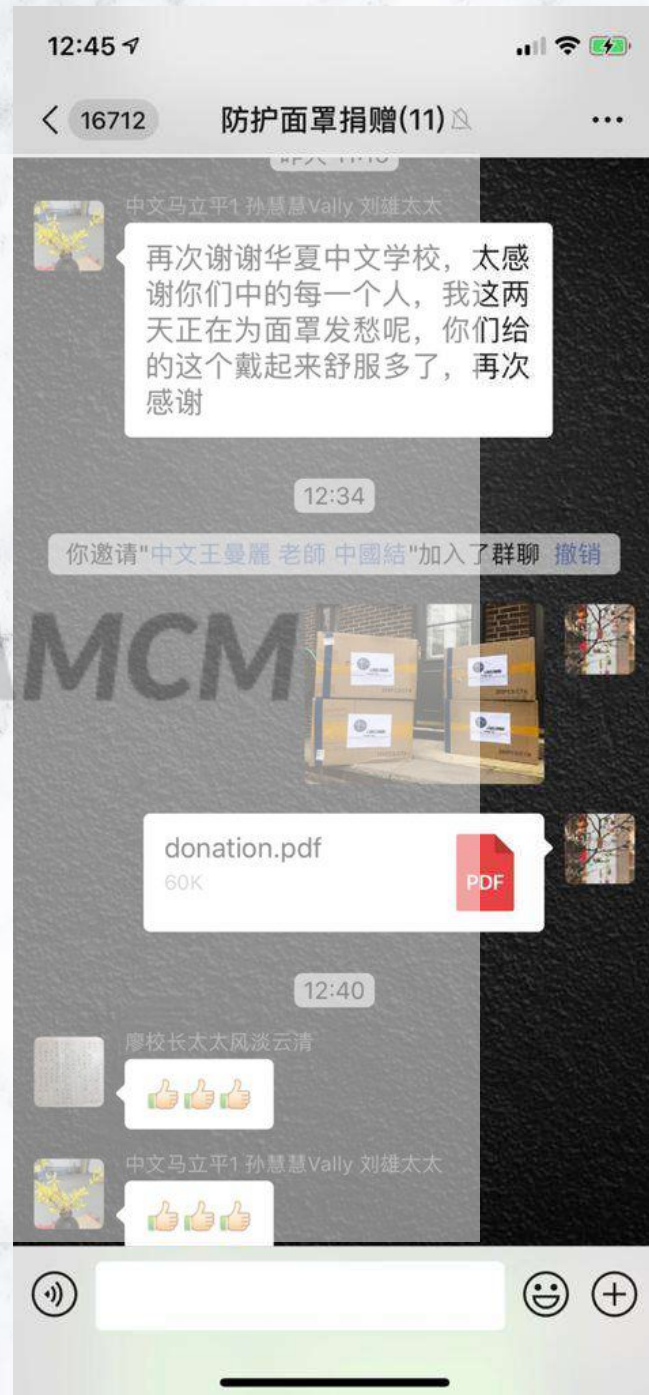 12:45
16712 防护面罩捐赠(11)
中文马立平1 孙慧慧Vally 刘雄太太
再次谢谢华夏中文学校，太感
谢你们中的每一个人，我这两
天正在为面罩发愁呢，你们给
的这个戴起来舒服多了，再次
感谢
12:34
你邀请"中文王曼麗 老師 中國結"加入了群聊 撤销
AMCM
donation.pdf
60K
PDF
12:40
廖校长太太风淡云清
中文马立平1 孙慧慧Vally 刘雄太太